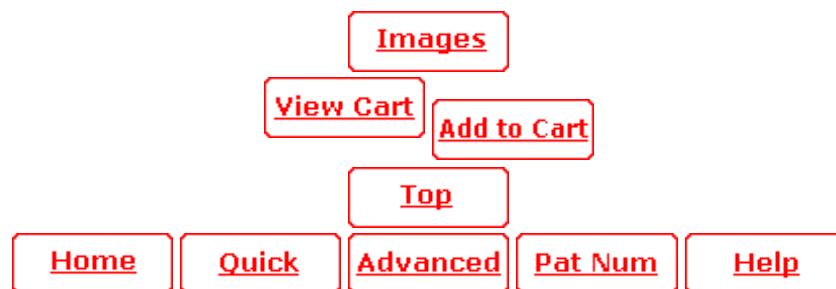 Images
View Cart
Add to Cart
Top
Home Quick Advanced Pat Num Help